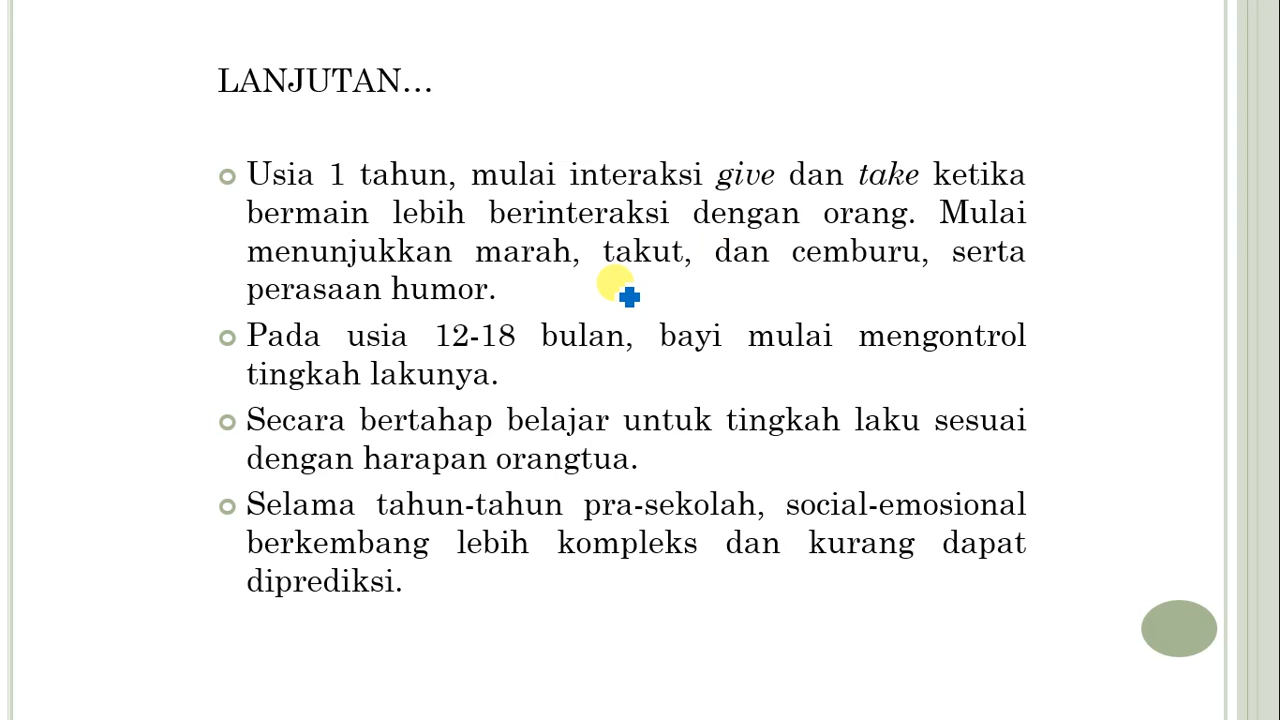 LANJUTAN...
Usia 1 tahun, mulai interaksi give dan take ketika
bermain lebih berinteraksi dengan orang. Mulai
menunjukkan marah, takut, dan cemburu, serta
perasaan humor.
Pada usia 12-18 bulan, bayi mulai mengontrol
tingkah lakunya.
Secara bertahap belajar untuk tingkah laku sesuai
dengan harapan orangtua.
Selama tahun-tahun pra-sekolah, social-emosional
berkembang lebih kompleks dan kurang dapat
diprediksi.